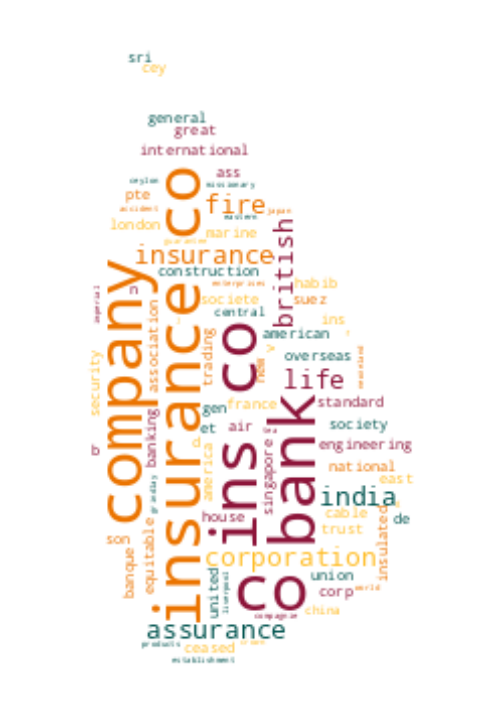 sri
cey
general
great
international
ass
ceylon
missionary
pte
fire
accident
japan
eastern
london
marine
guarantee
insurance
british
construction
enterprises
habib
imperial
n
company
insurance co
association
societe
suez
central
ins
american
trading
new
v
overseas
security
ins co
life
bank
gen
france
standard
et
air
society
banking
br
engineering
singapore
america
national
east
grindlay
india
house
cable
de
trust
insulated
son
equitable
banque
corporation
union
united
liverpool
co
corp
world
china
compagnie
assurance
products
ceased
establishment